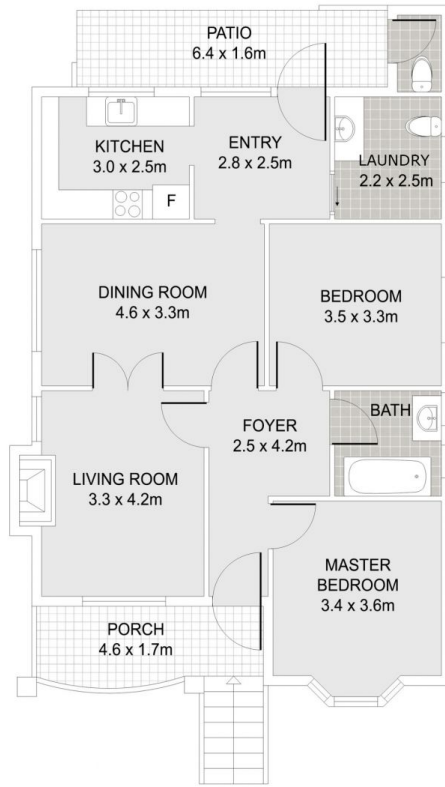 PATIO
6.4 x 1.6m
KITCHEN
3.0 x 2.5m
ENTRY
2.8 x 2.5m
LAUNDRY
2.2 x 2.5m
F
DINING ROOM
4.6 x 3.3m
BEDROOM
3.5 x 3.3m
BATH
FOYER
2.5 x 4.2m
LIVING ROOM
3.3 x 4.2m
MASTER
BEDROOM
3.4 x 3.6m
PORCH
4.6 x 1.7m